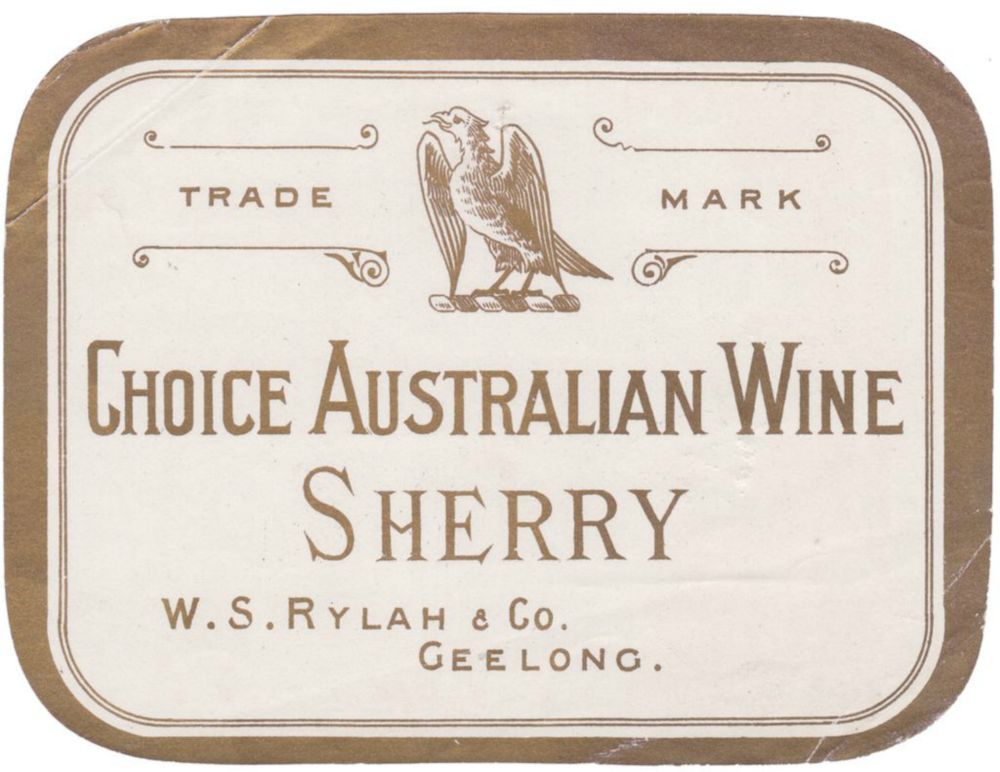 TRADE MARK
CHOICE AUSTRALIAN WINE
SHERRY
W.S. RYLAH & Co.
GEELONG.